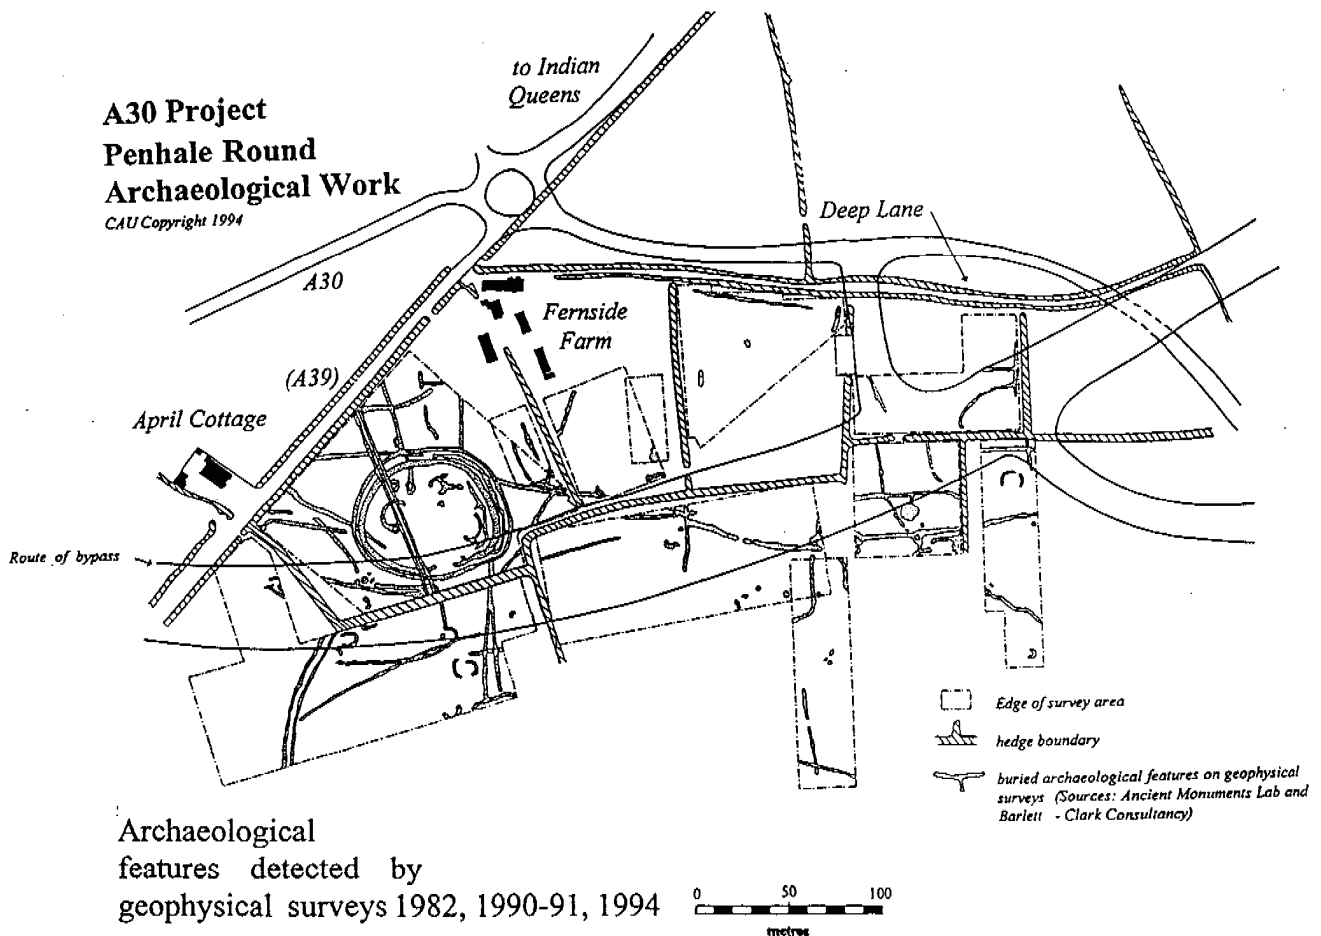 to Indian
Queens
A30 Project
Penhale Round
Archaeological Work
CAU Copyright 1994
Deep Lane
A30
Fernside
Farm
(A39)
April Cottage
Route of bypass
Edge of survey area
hedge boundary
buried archaeological features on geophysical
surveys (Sources: Ancient Monuments Lab and
Barlett - Clark Consultancy)
Archaeological
features detected by
geophysical surveys 1982, 1990-91, 1994
0 50 100
metres